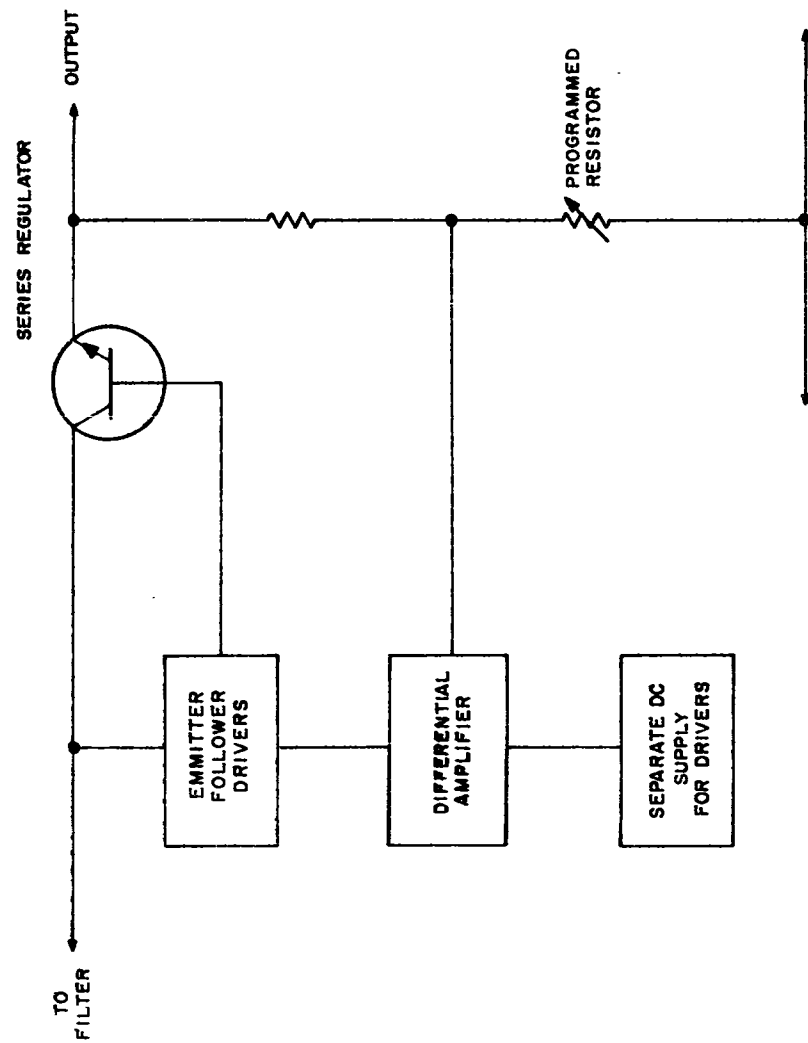 TO
FILTER
SERIES REGULATOR
OUTPUT
EMMITTER
FOLLOWER
DRIVERS
DIFFERENTIAL
AMPLIFIER
SEPARATE DC
SUPPLY
FOR DRIVERS
PROGRAMMED
RESISTOR